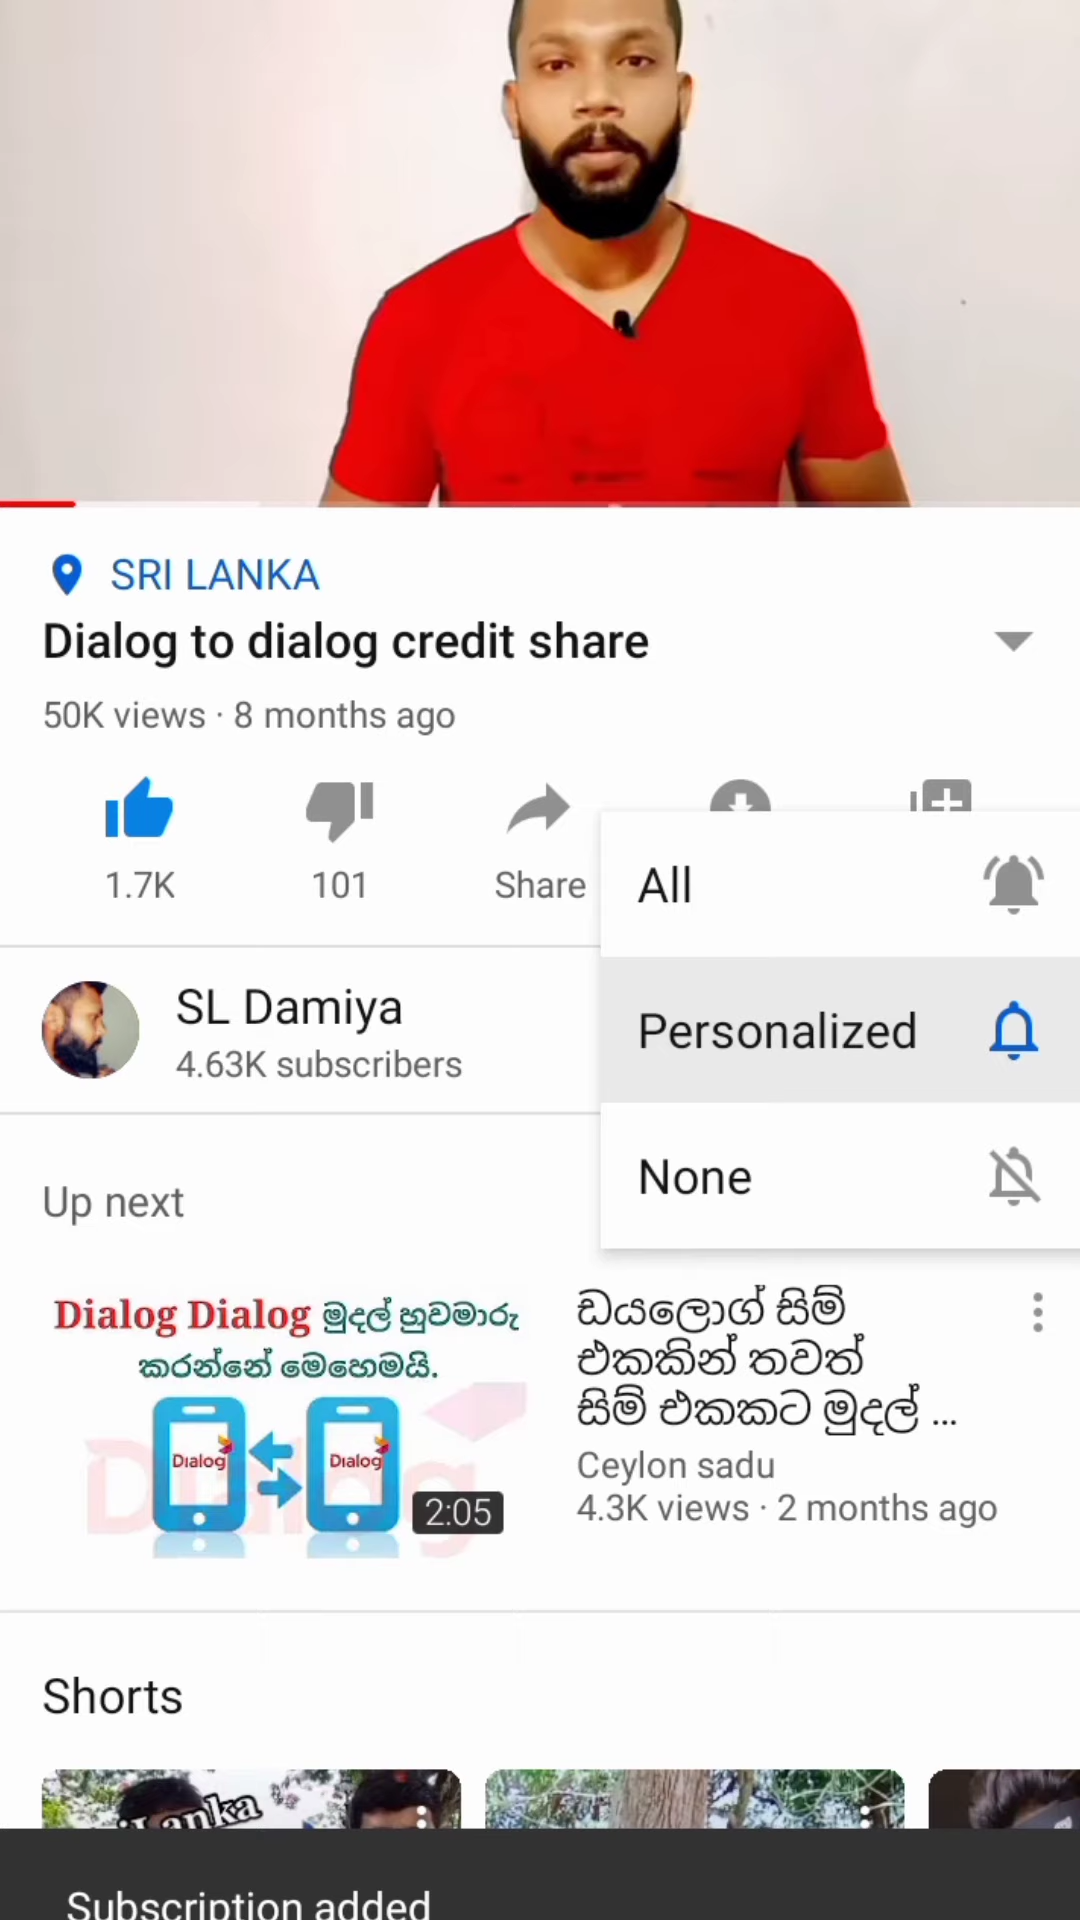 SRI LANKA
Dialog to dialog credit share
50K views · 8 months ago
1.7K
101
Share
All
Personalized
None
SL Damiya
4.63K subscribers
Up next
Dialog Dialog මුදල් හුවමාරු
කරන්නේ මෙහෙමයි.
Dialog
Dialog
Dialog
2:05
ඩයලොග් සිම්
එකකින් තවත්
සිම් එකකට මුදල් ...
Ceylon sadu
4.3K views · 2 months ago
Shorts
Lanka
Subscription added